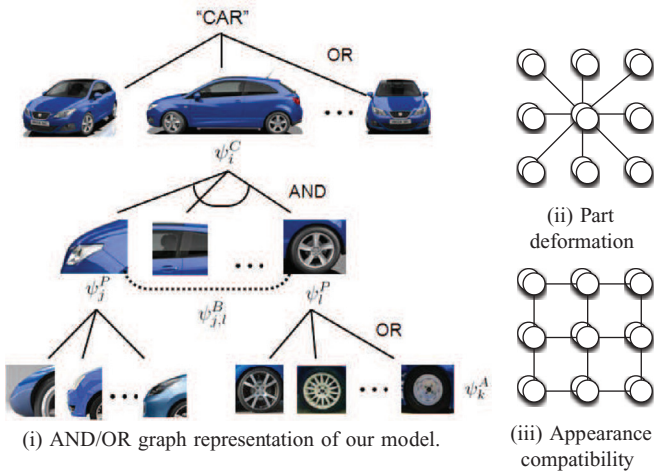 "CAR"
OR
ψ_i^C
AND
ψ_j^P
ψ_{j,l}^B
ψ_l^P
OR
ψ_k^A
(i) AND/OR graph representation of our model.
(ii) Part
deformation
(iii) Appearance
compatibility